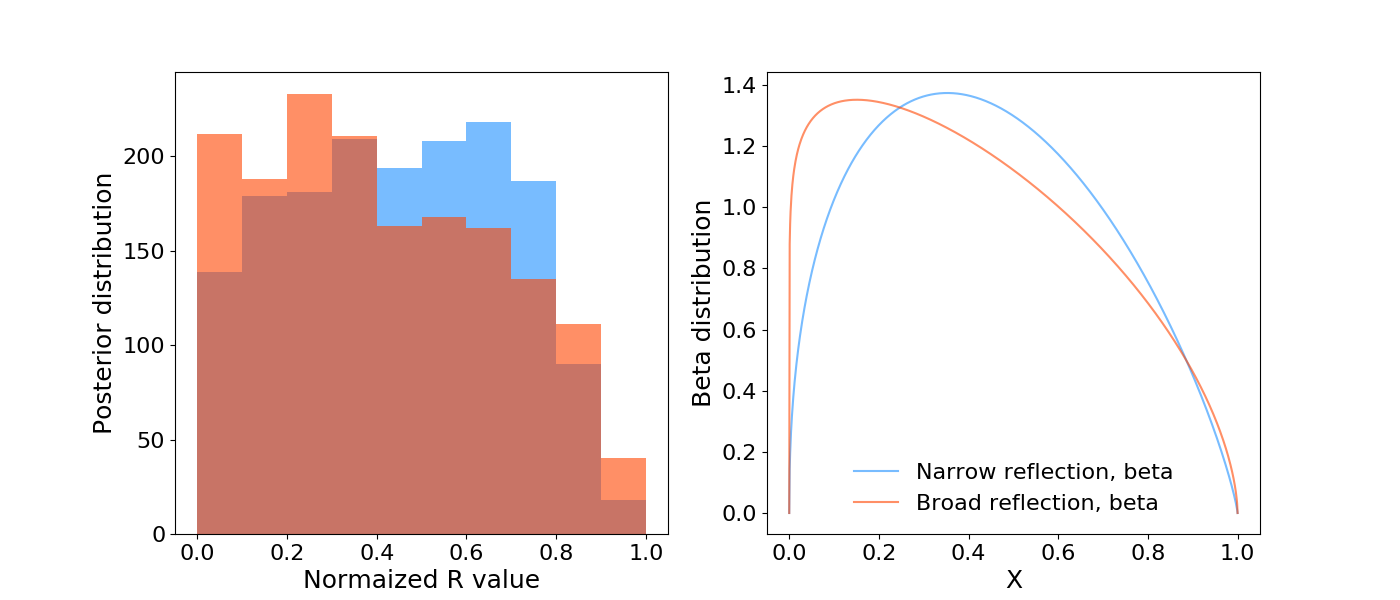 Posterior distribution
200
150
100
50
0
0.0 0.2 0.4 0.6 0.8 1.0
Normaized R value
Beta distribution
1.4
1.2
1.0
0.8
0.6
0.4
0.2
0.0
Narrow reflection, beta
Broad reflection, beta
0.0 0.2 0.4 0.6 0.8 1.0
X